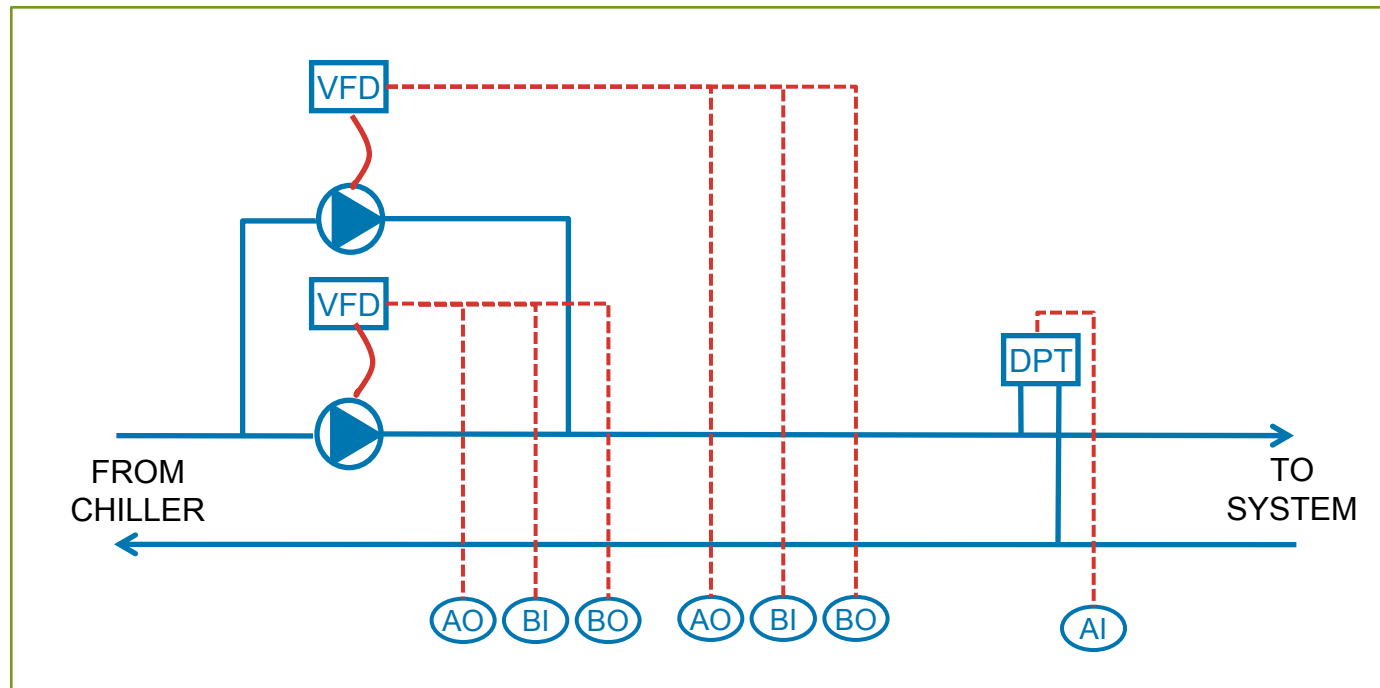 VFD
VFD
DPT
FROM
CHILLER
TO
SYSTEM
AO
BI
BO
AO
BI
BO
AI